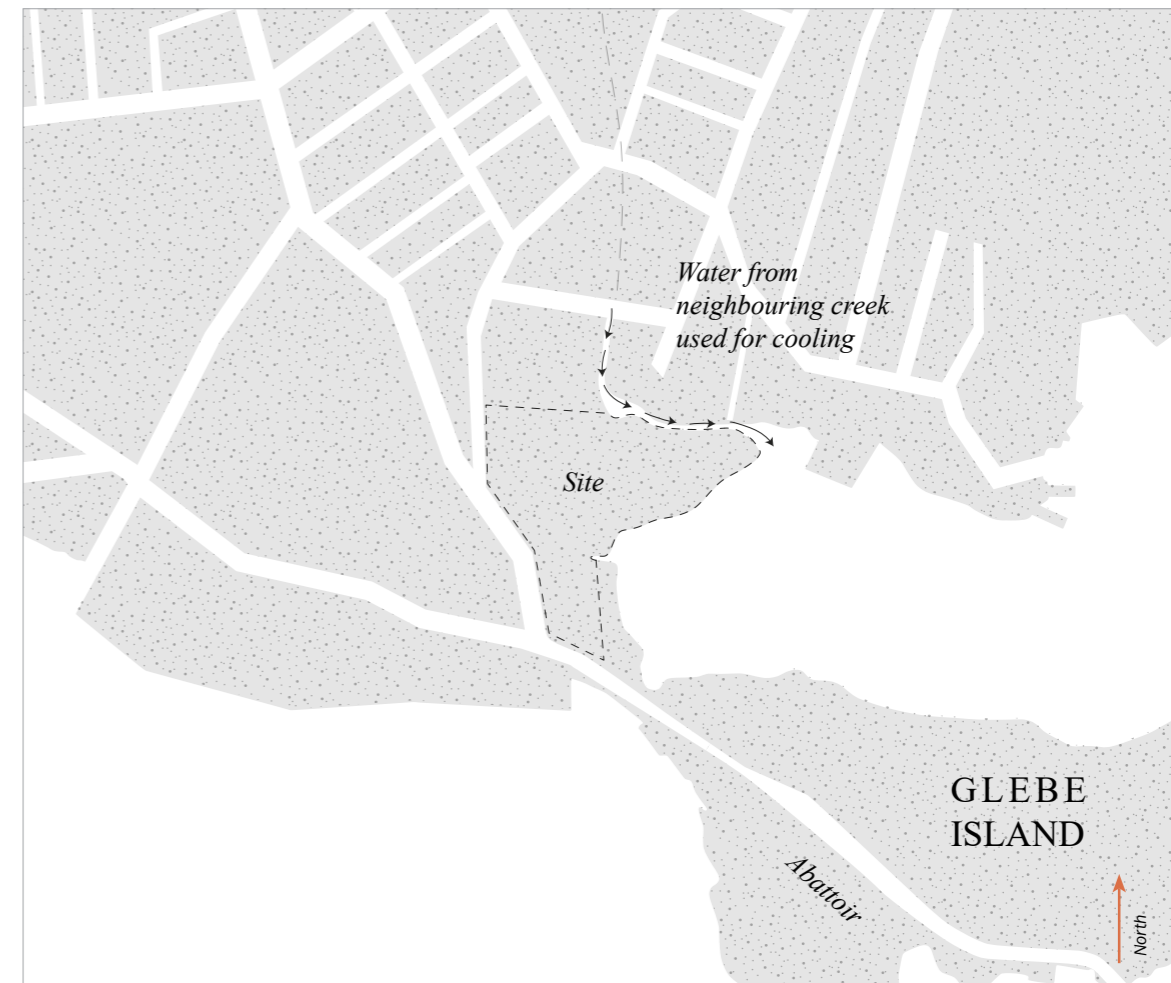 Water from
neighbouring creek
used for cooling
Site
GLEBE
ISLAND
Abattoir
North